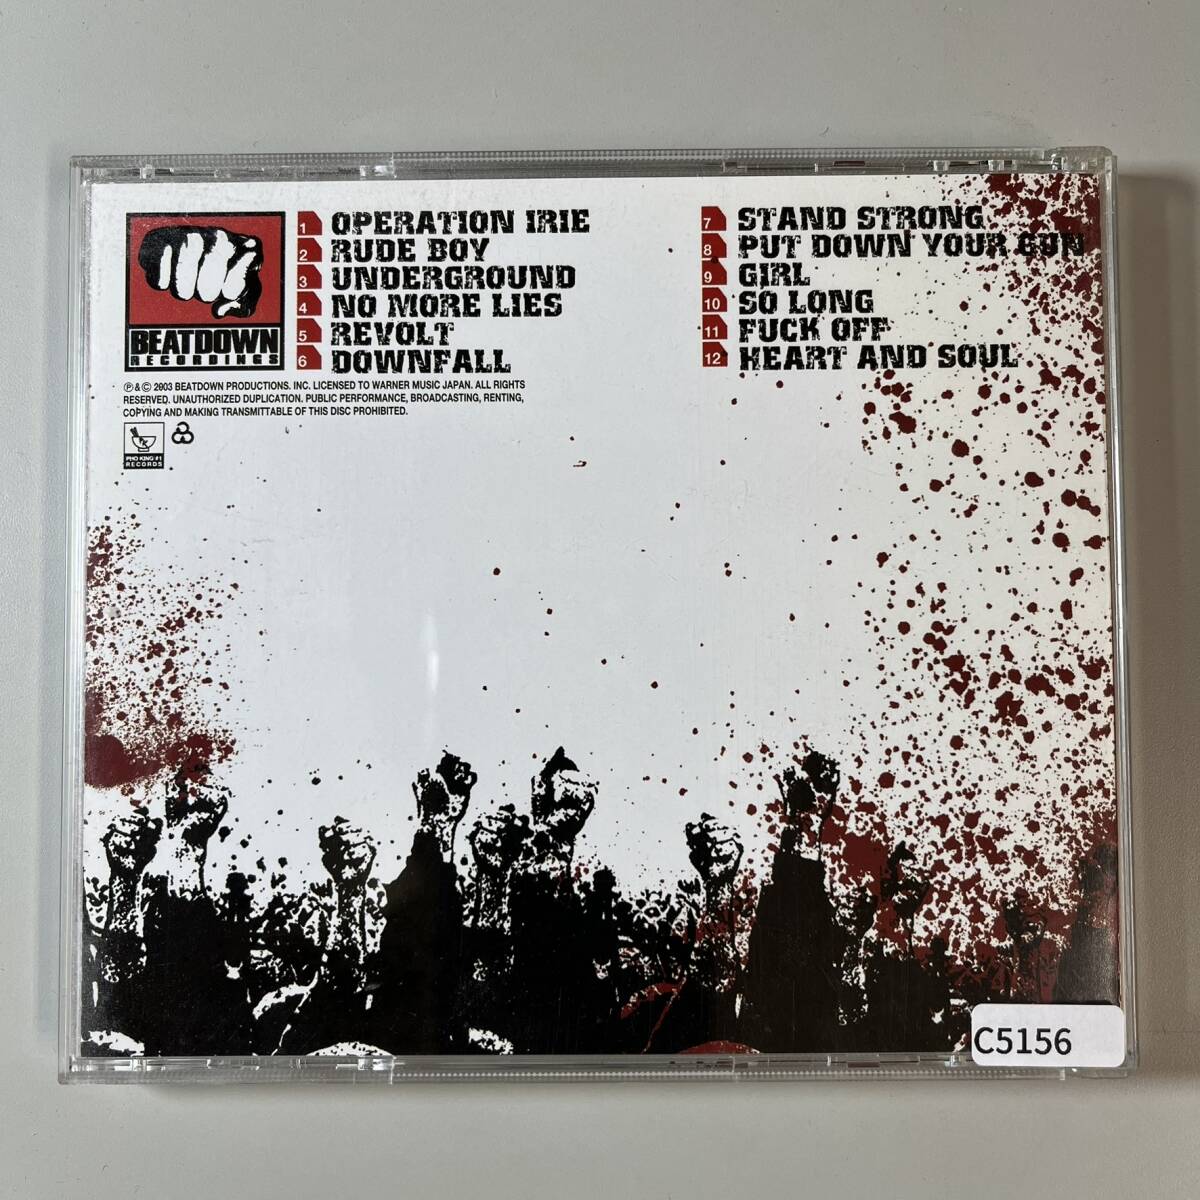 BEATDOWN
RECORDINGS
1 OPERATION IRIE
2 RUDE BOY
3 UNDERGROUND
4 NO MORE LIES
5 REVOLT
6 DOWNFALL
7 STAND STRONG
8 PUT DOWN YOUR GUN
9 GIRL
10 SO LONG
11 FUCK OFF
12 HEART AND SOUL
Ⓟ & © 2003 BEATDOWN PRODUCTIONS. INC. LICENSED TO WARNER MUSIC JAPAN. ALL RIGHTS
RESERVED. UNAUTHORIZED DUPLICATION. PUBLIC PERFORMANCE, BROADCASTING, RENTING,
COPYING AND MAKING TRANSMITTABLE OF THIS DISC PROHIBITED.
PHO KING #1
RECORDS
C5156